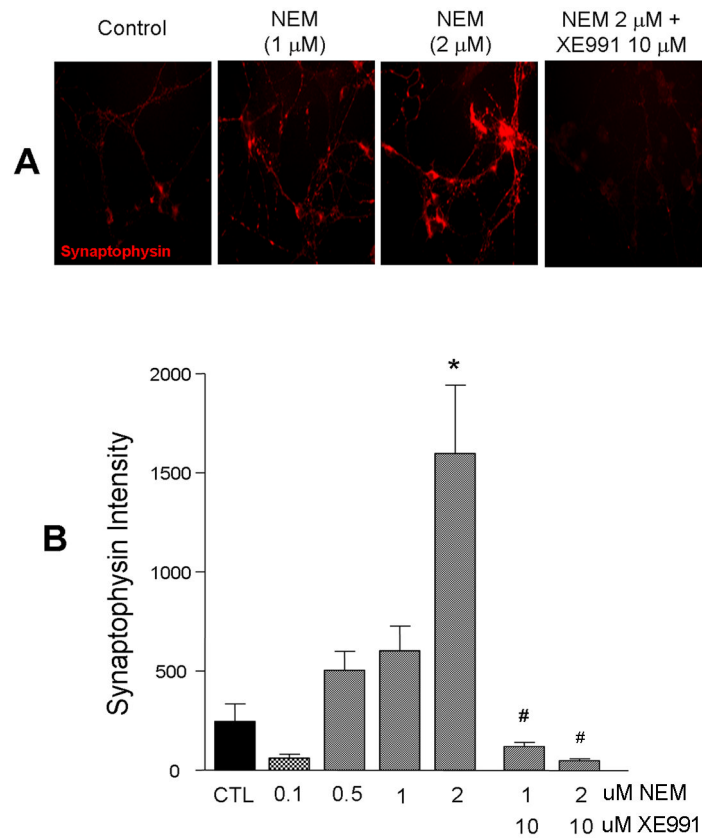 Control
NEM
(1 μM)
NEM
(2 μM)
NEM 2 μM +
XE991 10 μM
A
Synaptophysin
B
Synaptophysin Intensity
2000
1500
1000
500
0
*
#
#
CTL 0.1 0.5 1 2 1 2 uM NEM
10 10 uM XE991